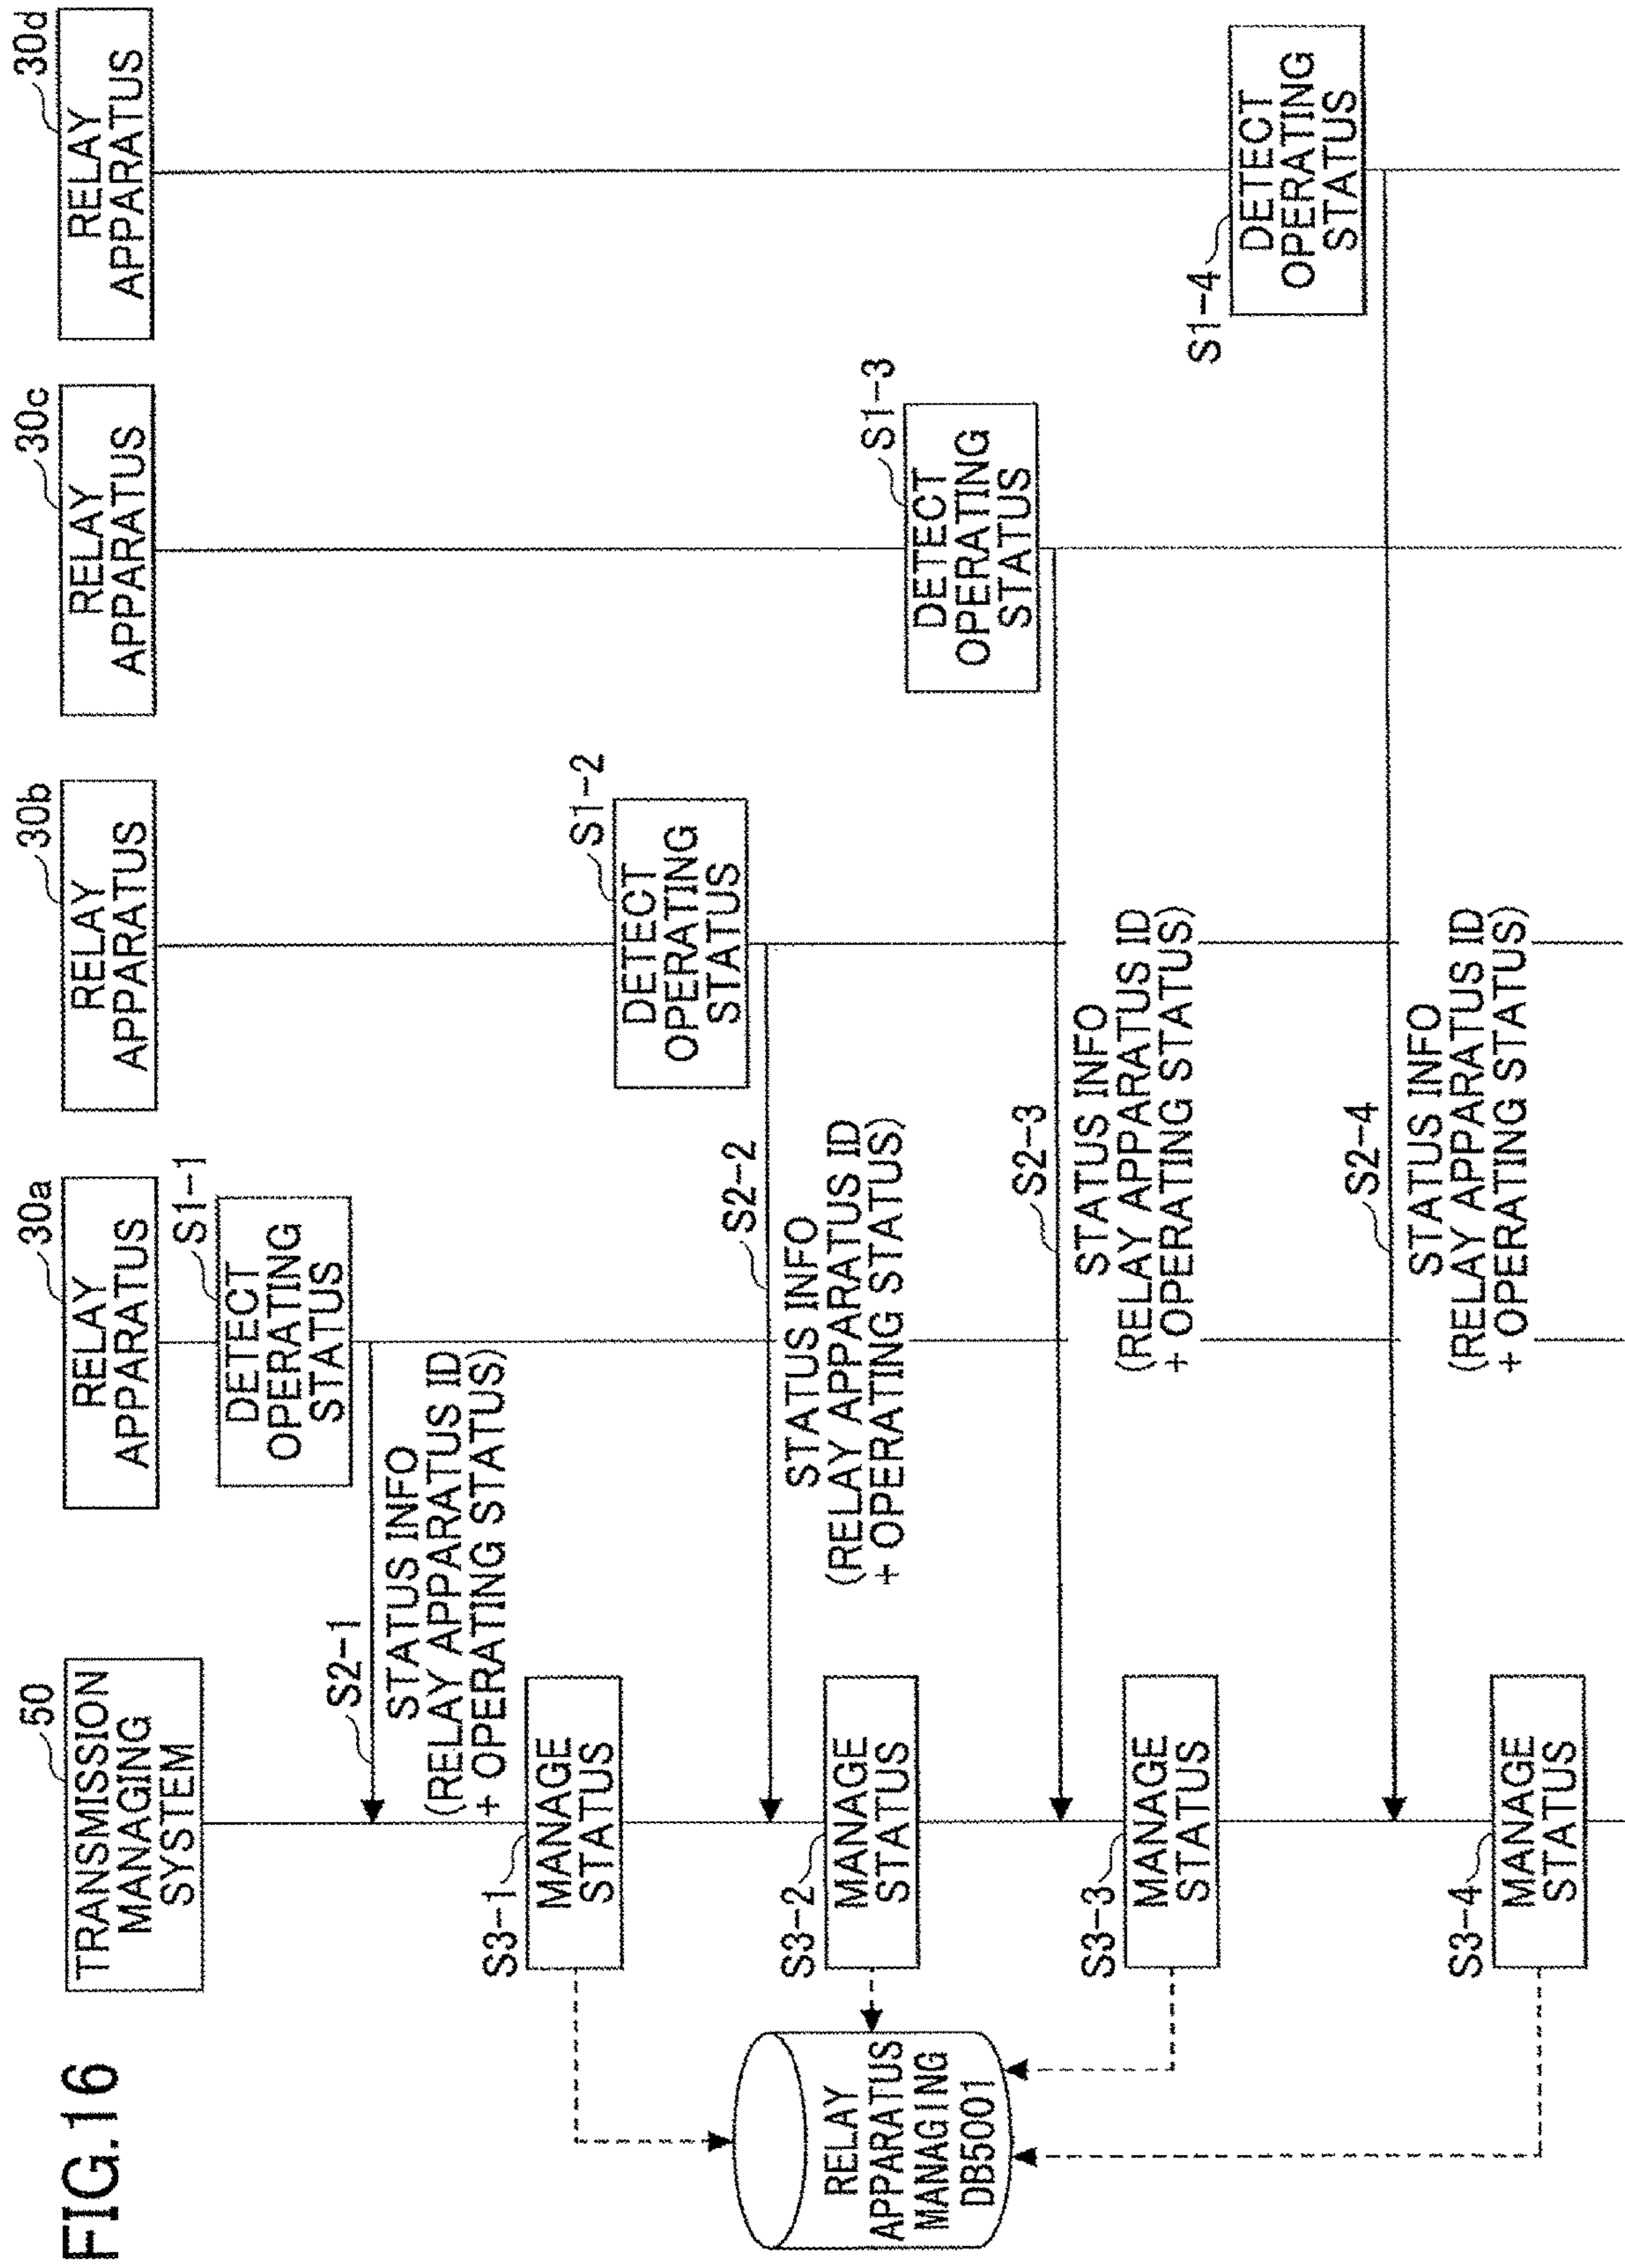 FIG.16
50
TRANSMISSION
MANAGING
SYSTEM
30a
RELAY
APPARATUS
30b
RELAY
APPARATUS
30c
RELAY
APPARATUS
30d
RELAY
APPARATUS
S1-1
DETECT
OPERATING
STATUS
S2-1
STATUS INFO
(RELAY APPARATUS ID
+ OPERATING STATUS)
S3-1
MANAGE
STATUS
S1-2
DETECT
OPERATING
STATUS
S2-2
STATUS INFO
(RELAY APPARATUS ID
+ OPERATING STATUS)
S3-2
MANAGE
STATUS
RELAY
APPARATUS
MANAGING
DB5001
S1-3
DETECT
OPERATING
STATUS
S2-3
STATUS INFO
(RELAY APPARATUS ID
+ OPERATING STATUS)
S3-3
MANAGE
STATUS
S1-4
DETECT
OPERATING
STATUS
S2-4
STATUS INFO
(RELAY APPARATUS ID
+ OPERATING STATUS)
S3-4
MANAGE
STATUS